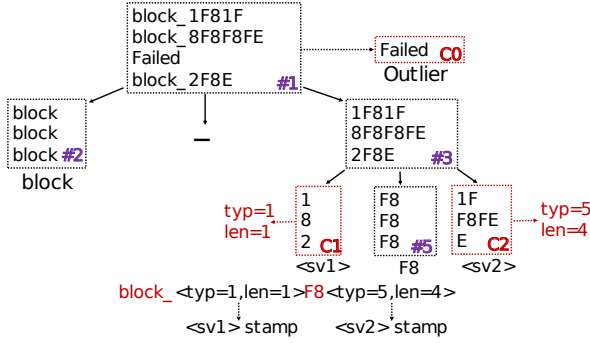 block_1F81F
block_8F8F8FE
Failed
block_2F8E #1
Failed C0
Outlier
block
block
block #2
block
–
1F81F
8F8F8FE
2F8E #3
typ=1
len=1
1
8
2 C1
<sv1>
F8
F8
F8 #5
F8
1F
F8FE
E C2
<sv2>
typ=5
len=4
block_<typ=1,len=1>F8<typ=5,len=4>
<sv1> stamp <sv2> stamp